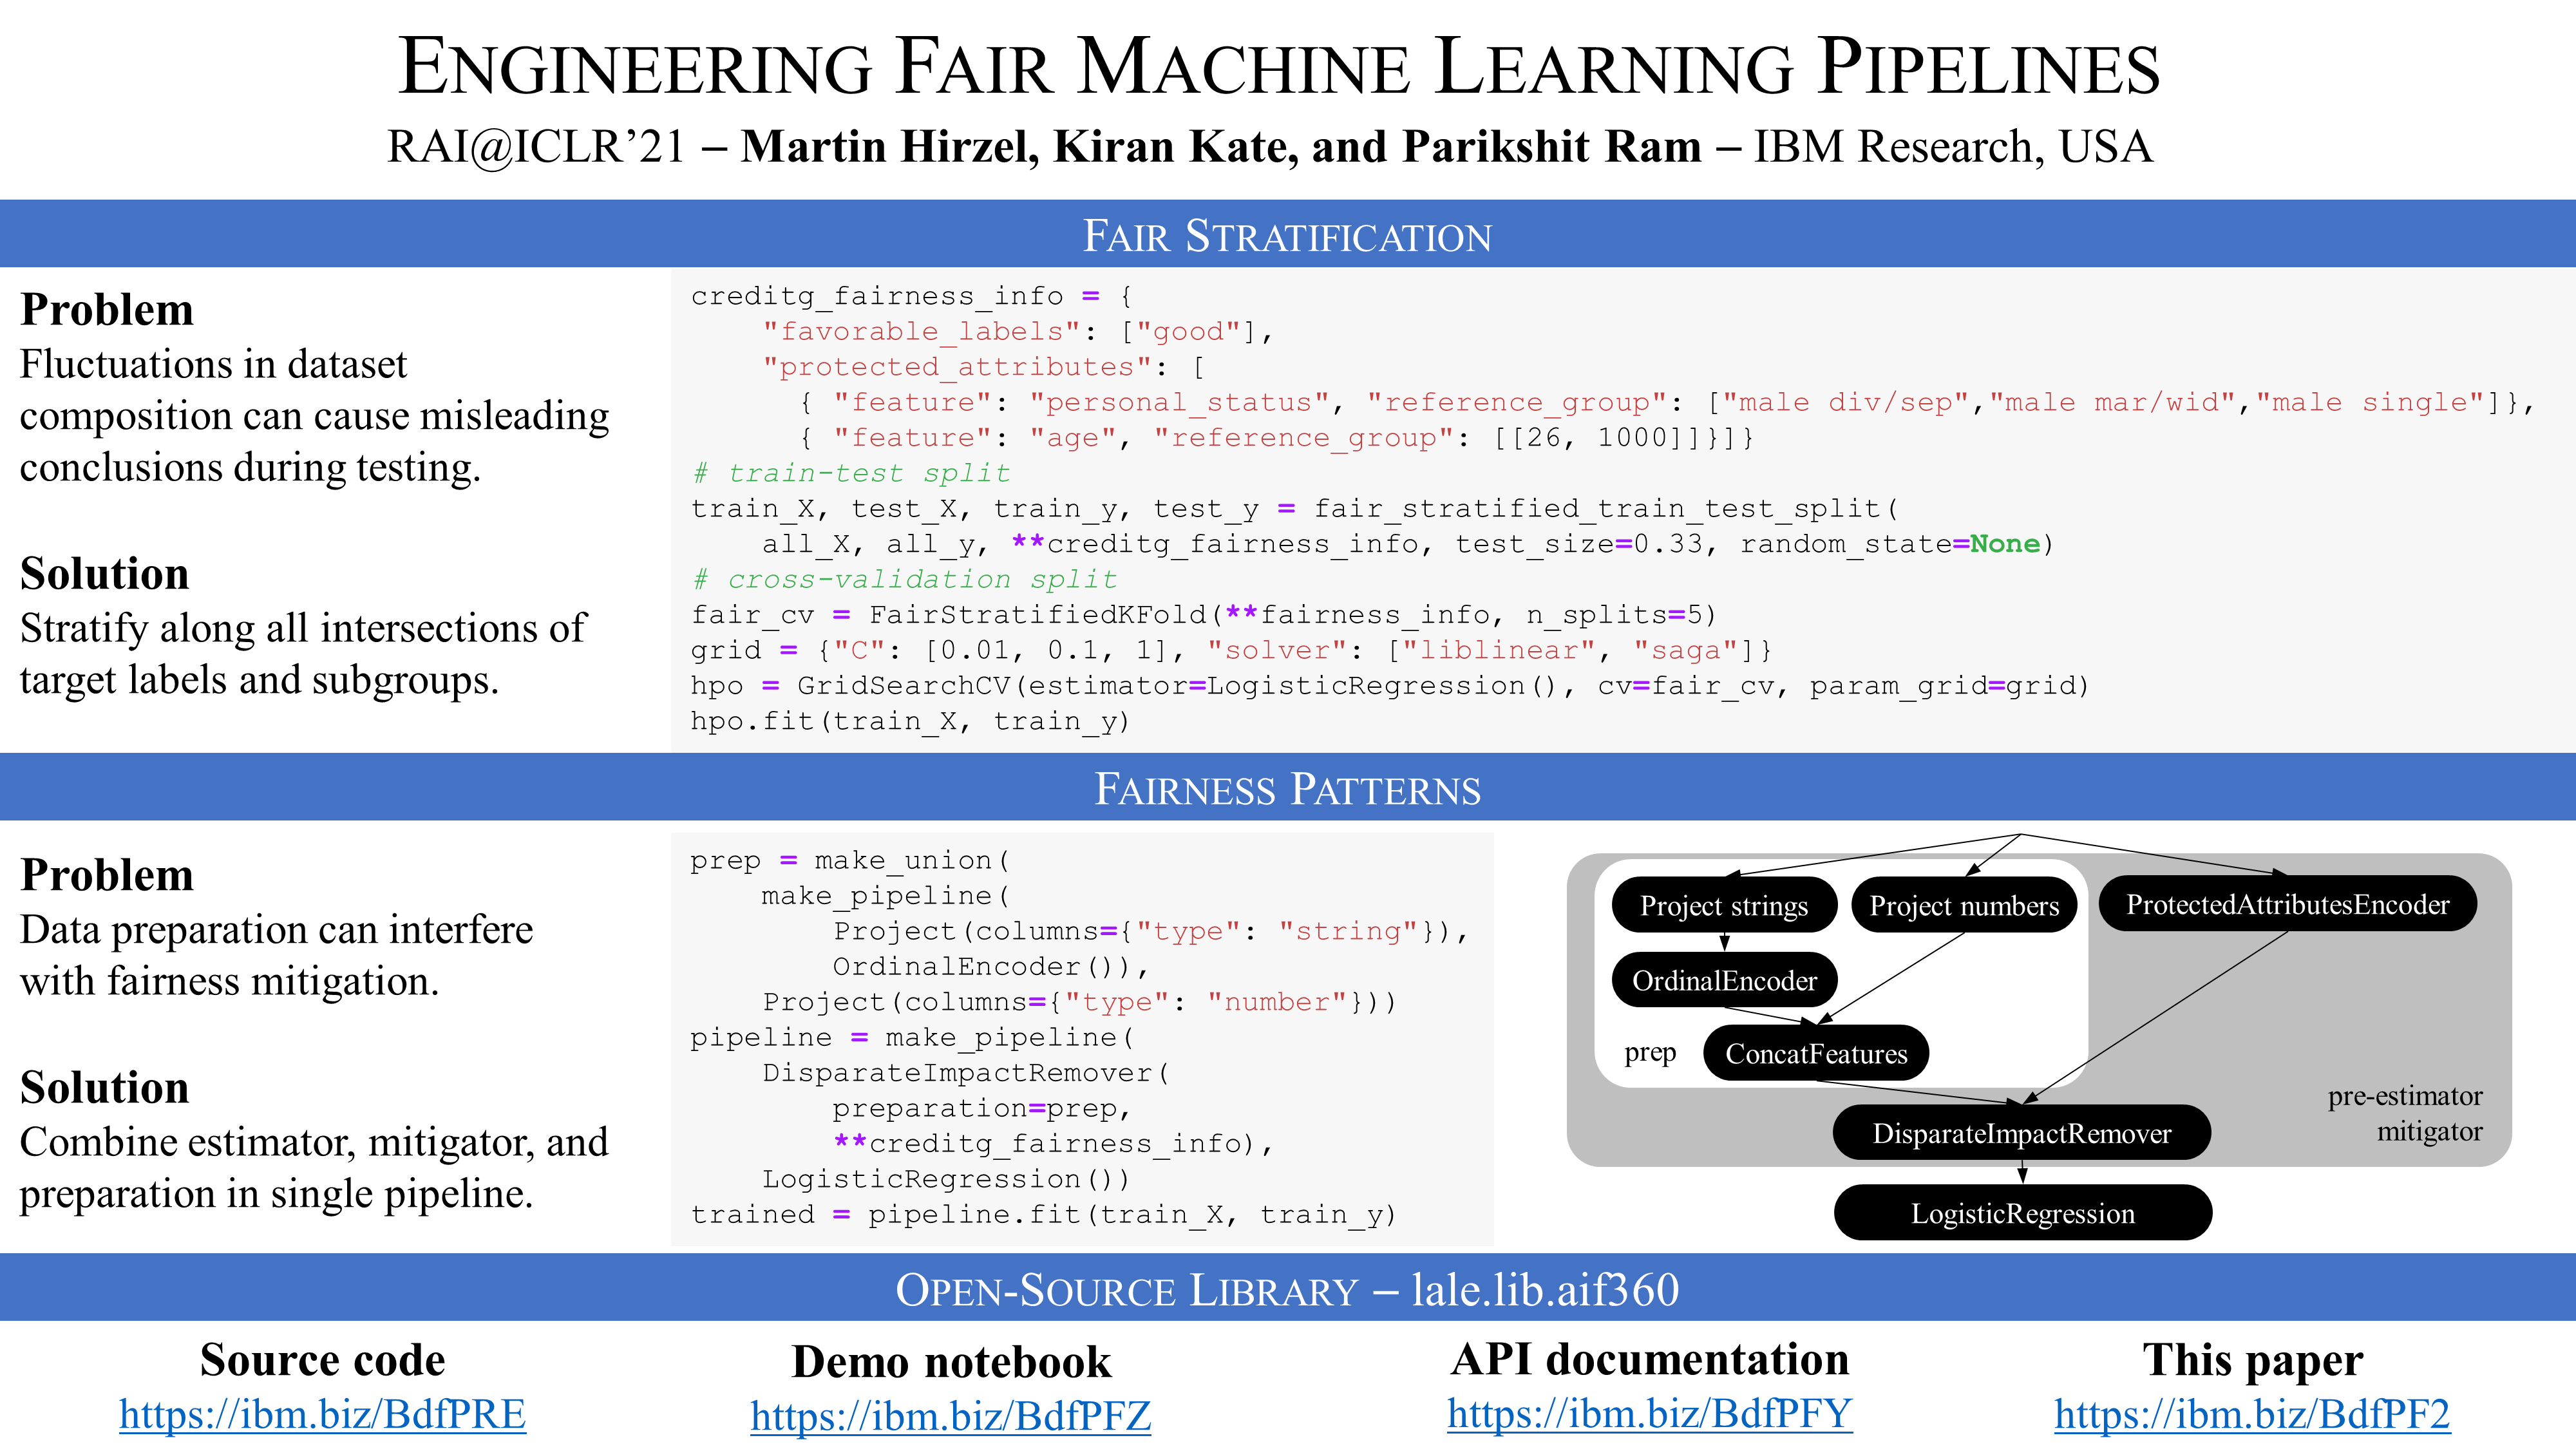 ENGINEERING FAIR MACHINE LEARNING PIPELINES
RAI@ICLR’21 – Martin Hirzel, Kiran Kate, and Parikshit Ram – IBM Research, USA
FAIR STRATIFICATION
Problem
Fluctuations in dataset
composition can cause misleading
conclusions during testing.
Solution
Stratify along all intersections of
target labels and subgroups.
creditg_fairness_info = {
    "favorable_labels": ["good"],
    "protected_attributes": [
      { "feature": "personal_status", "reference_group": ["male div/sep","male mar/wid","male single"]},
      { "feature": "age", "reference_group": [[26, 1000]]}]}
# train-test split
train_X, test_X, train_y, test_y = fair_stratified_train_test_split(
    all_X, all_y, **creditg_fairness_info, test_size=0.33, random_state=None)
# cross-validation split
fair_cv = FairStratifiedKFold(**fairness_info, n_splits=5)
grid = {"C": [0.01, 0.1, 1], "solver": ["liblinear", "saga"]}
hpo = GridSearchCV(estimator=LogisticRegression(), cv=fair_cv, param_grid=grid)
hpo.fit(train_X, train_y)
FAIRNESS PATTERNS
Problem
Data preparation can interfere
with fairness mitigation.
Solution
Combine estimator, mitigator, and
preparation in single pipeline.
prep = make_union(
    make_pipeline(
        Project(columns={"type": "string"}),
        OrdinalEncoder()),
    Project(columns={"type": "number"}))
pipeline = make_pipeline(
    DisparateImpactRemover(
        preparation=prep,
        **creditg_fairness_info),
    LogisticRegression())
trained = pipeline.fit(train_X, train_y)
Project strings
Project numbers
ProtectedAttributesEncoder
OrdinalEncoder
prep
ConcatFeatures
pre-estimator
mitigator
DisparateImpactRemover
LogisticRegression
OPEN-SOURCE LIBRARY – lale.lib.aif360
Source code
https://ibm.biz/BdfPRE
Demo notebook
https://ibm.biz/BdfPFZ
API documentation
https://ibm.biz/BdfPFY
This paper
https://ibm.biz/BdfPF2